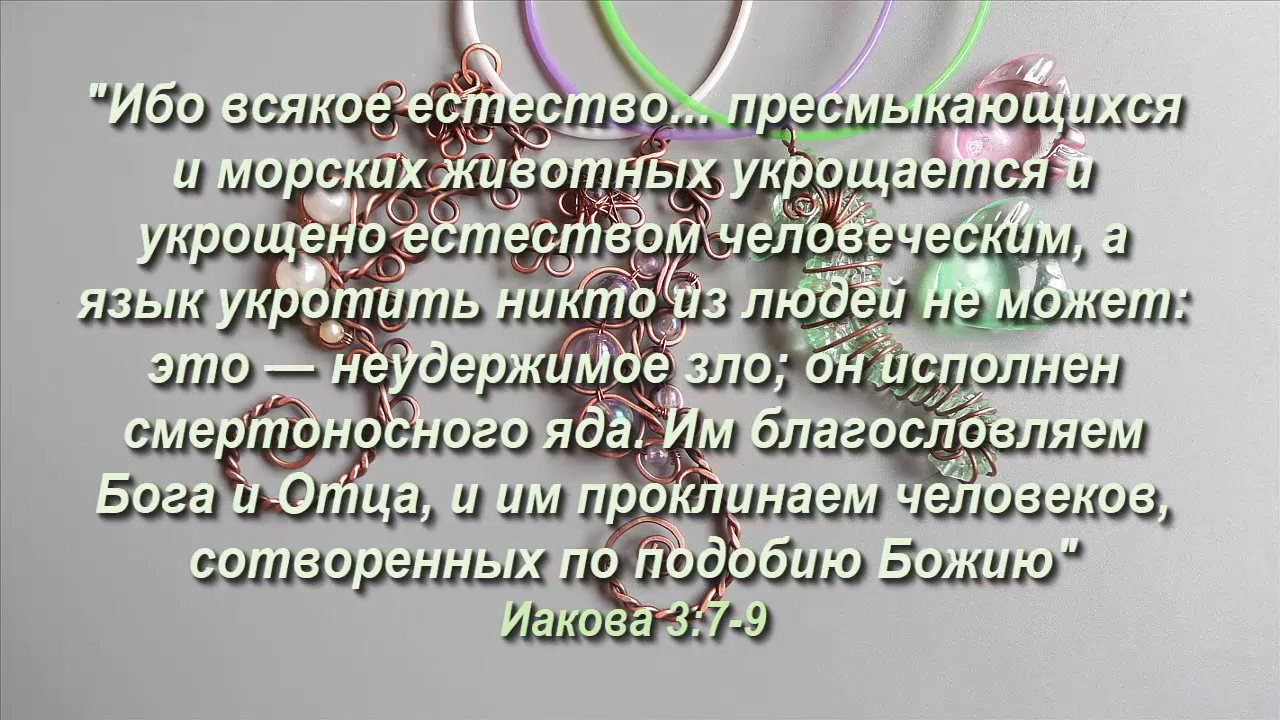 "Ибо всякое естество... пресмыкающихся
и морских животных укрощается и
укрощено естеством человеческим, а
язык укротить никто из людей не может:
это — неудержимое зло; он исполнен
смертоносного яда. Им благословляем
Бога и Отца, и им проклинаем человеков,
сотворенных по подобию Божию"
Иакова 3:7-9